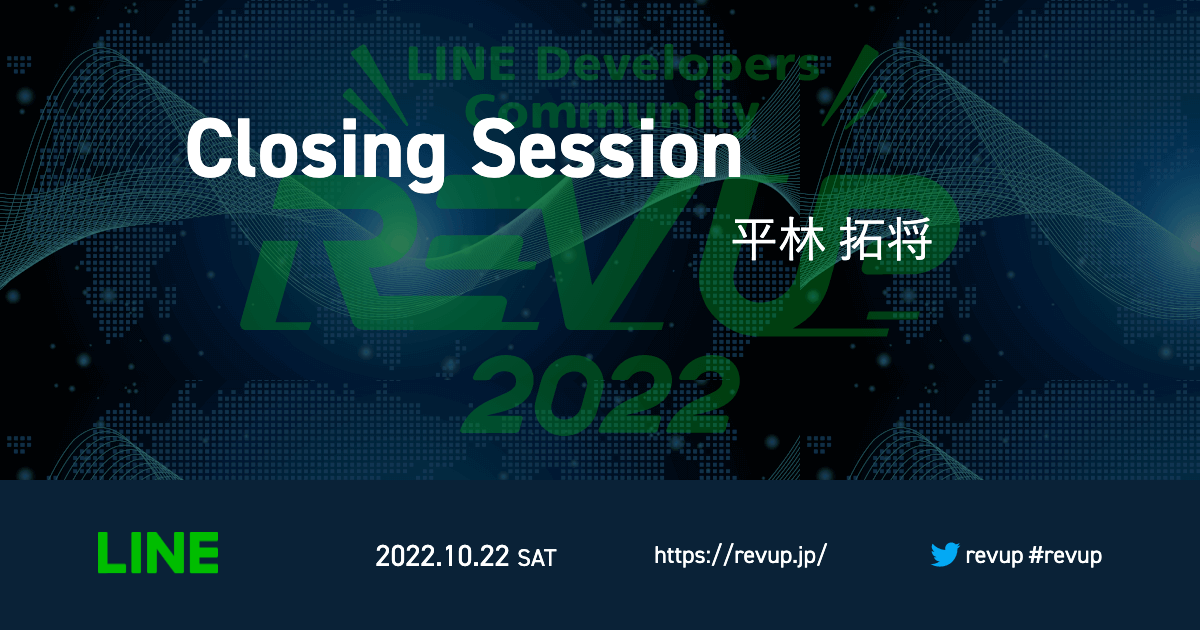 LINE Developers
Community
Closing Session
REVUP
平林 拓将
2022
LINE
2022.10.22 SAT
https://revup.jp/
revup #revup